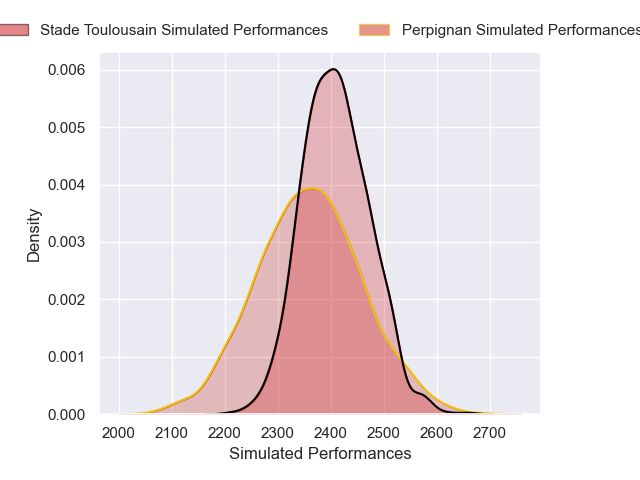 Stade Toulousain Simulated Performances Perpignan Simulated Performances
0.006
0.005
0.004
0.003
0.002
0.001
0.000
Density
2000 2100 2200 2300 2400 2500 2600 2700
Simulated Performances